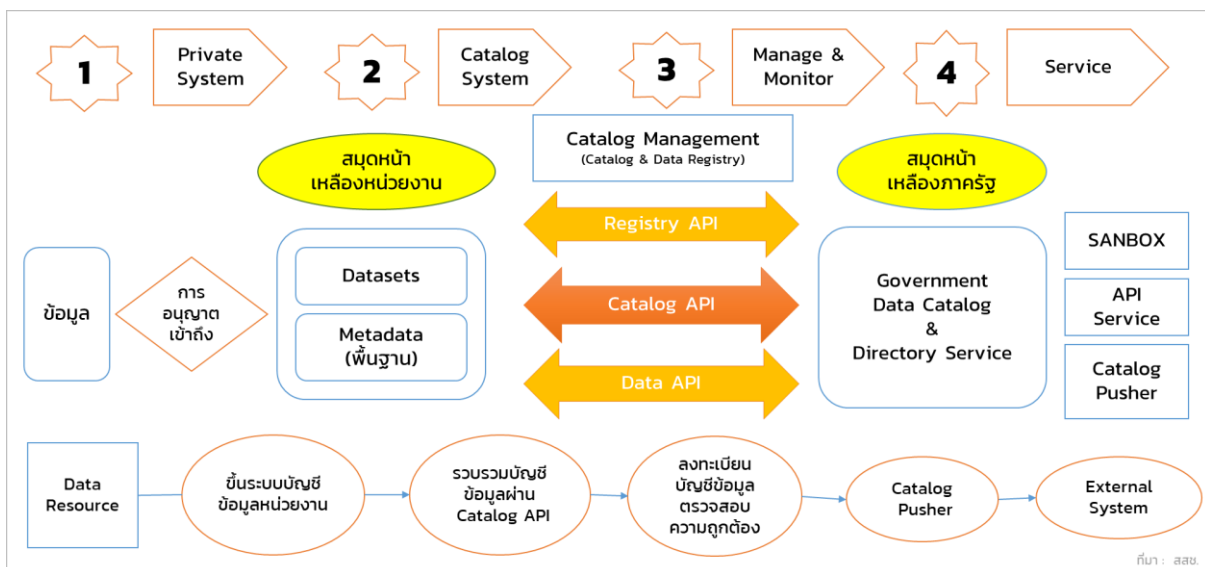 1
Private
System
2
Catalog
System
3
Manage &
Monitor
4
Service
สมุดหน้า
เหลืองหน่วยงาน
Catalog Management
(Catalog & Data Registry)
สมุดหน้า
เหลืองภาครัฐ
Registry API
ข้อมูล
การ
อนุญาต
เข้าถึง
Datasets
Metadata
(พื้นฐาน)
Catalog API
Data API
Government
Data Catalog
&
Directory Service
SANBOX
API
Service
Catalog
Pusher
Data
Resource
ขึ้นระบบบัญชี
ข้อมูลหน่วยงาน
รวบรวมบัญชี
ข้อมูลผ่าน
Catalog API
ลงทะเบียน
บัญชีข้อมูล
ตรวจสอบ
ความถูกต้อง
Catalog
Pusher
External
System
ที่มา : สสช.